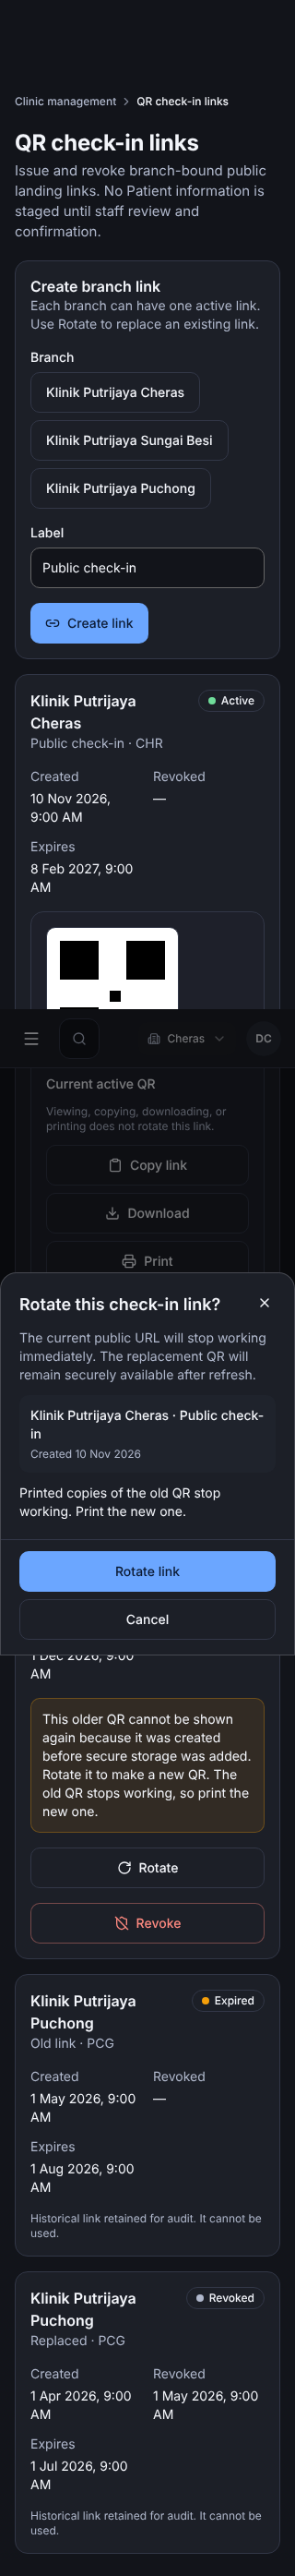 Clinic management > QR check-in links
QR check-in links
Issue and revoke branch-bound public
landing links. No Patient information is
staged until staff review and
confirmation.
Create branch link
Each branch can have one active link.
Use Rotate to replace an existing link.
Branch
Klinik Putrijaya Cheras
Klinik Putrijaya Sungai Besi
Klinik Putrijaya Puchong
Label
Public check-in
Create link
Klinik Putrijaya
Cheras
Active
Public check-in · CHR
Created
Revoked
10 Nov 2026,
9:00 AM
—
Expires
8 Feb 2027, 9:00
AM
Cheras
DC
Current active QR
Viewing, copying, downloading, or
printing does not rotate this link.
Copy link
Download
Print
Rotate this check-in link?
The current public URL will stop working
immediately. The replacement QR will
remain securely available after refresh.
Klinik Putrijaya Cheras · Public check-
in
Created 10 Nov 2026
Printed copies of the old QR stop
working. Print the new one.
Rotate link
Cancel
1 Dec 2026, 9:00
AM
This older QR cannot be shown
again because it was created
before secure storage was added.
Rotate it to make a new QR. The
old QR stops working, so print the
new one.
Rotate
Revoke
Klinik Putrijaya
Puchong
Expired
Old link · PCG
Created
Revoked
1 May 2026, 9:00
AM
—
Expires
1 Aug 2026, 9:00
AM
Historical link retained for audit. It cannot be
used.
Klinik Putrijaya
Puchong
Revoked
Replaced · PCG
Created
Revoked
1 Apr 2026, 9:00
AM
1 May 2026, 9:00
AM
Expires
1 Jul 2026, 9:00
AM
Historical link retained for audit. It cannot be
used.